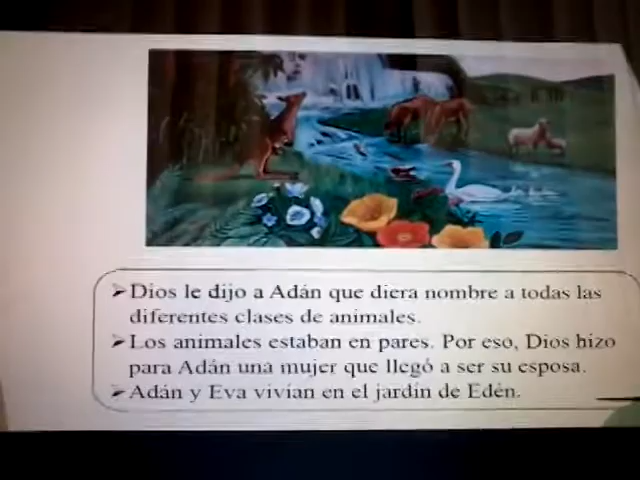 ➢Dios le dijo a Adán que diera nombre a todas las
diferentes clases de animales.
➢Los animales estaban en pares. Por eso, Dios hizo
para Adán una mujer que llegó a ser su esposa.
➢Adán y Eva vivían en el jardín de Edén.